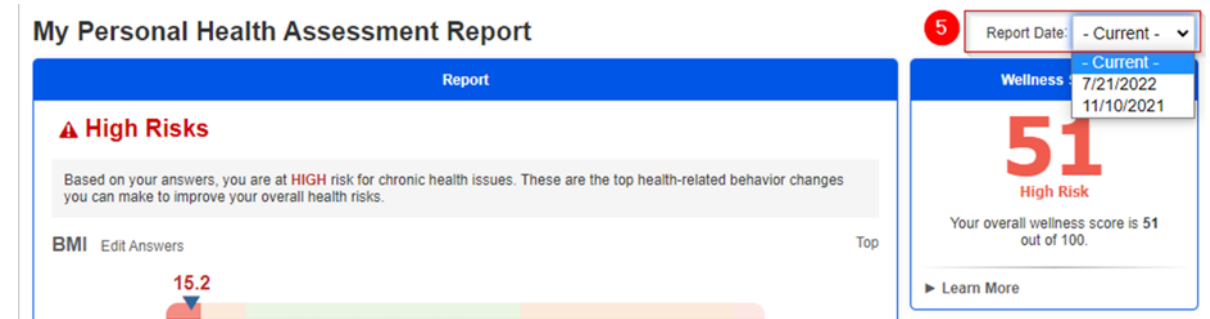 My Personal Health Assessment Report
5
Report Date: - Current -
- Current -
7/21/2022
11/10/2021
Report
High Risks
Based on your answers, you are at HIGH risk for chronic health issues. These are the top health-related behavior changes
you can make to improve your overall health risks.
BMI Edit Answers Top
15.2
Wellness
51
High Risk
Your overall wellness score is 51
out of 100.
► Learn More